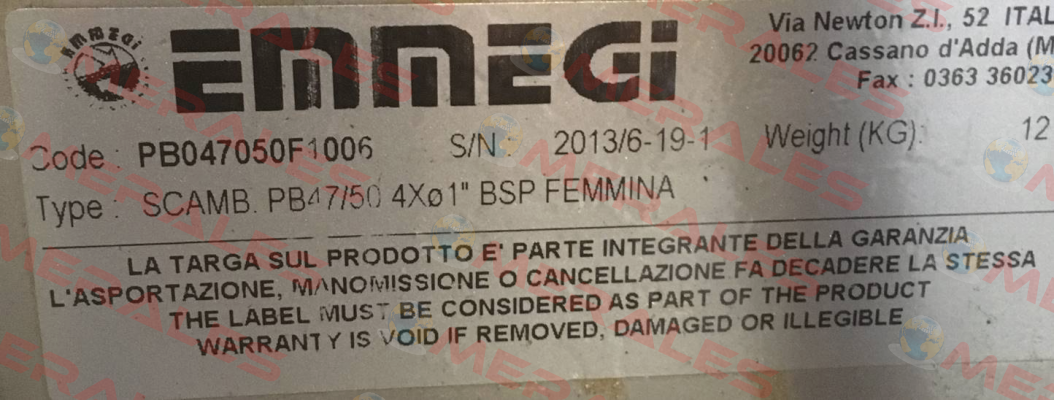 EMMEGI
EMMEGi
Via Newton Z.I., 52 ITAL
20062 Cassano d'Adda (M
Fax : 0363 36023
Code : PB047050F1006 S/N : 2013/6-19-1 Weight (KG): 12
Type : SCAMB. PB47/50 4Xø1" BSP FEMMINA
LA TARGA SUL PRODOTTO E' PARTE INTEGRANTE DELLA GARANZIA
L'ASPORTAZIONE, MANOMISSIONE O CANCELLAZIONE FA DECADERE LA STESSA
THE LABEL MUST BE CONSIDERED AS PART OF THE PRODUCT
WARRANTY IS VOID IF REMOVED, DAMAGED OR ILLEGIBLE
MERALES